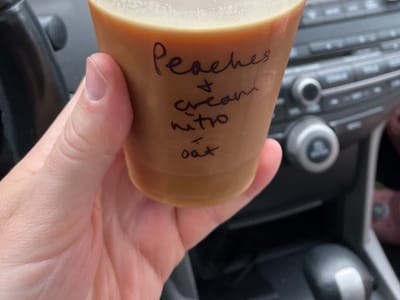 Peaches
+
cream
nitro
-
oat